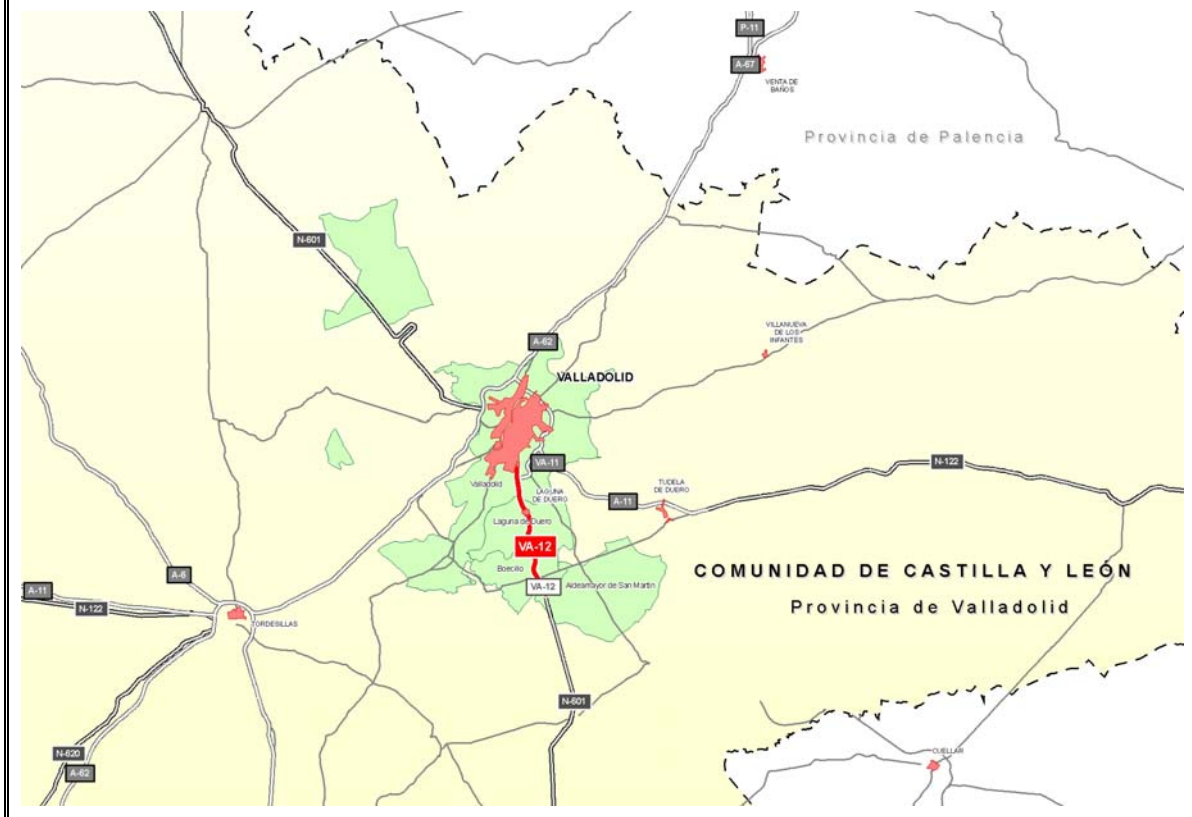 P-11
A-67
VENTA DE
BAÑOS
Provincia de Palencia
N-601
VILLANUEVA
DE LOS
INFANTES
A-62
VALLADOLID
N-122
VA-11
Valladolid
LAGUNA
DE DUERO
TUDELA
DE DUERO
A-11
Laguna de Duero
VA-12
Boecillo
A-6
VA-12
Aldeamayor de San Martín
COMUNIDAD DE CASTILLA Y LEÓN
Provincia de Valladolid
A-11
N-122
TORDESILLAS
N-601
N-620
A-62
CUELLAR